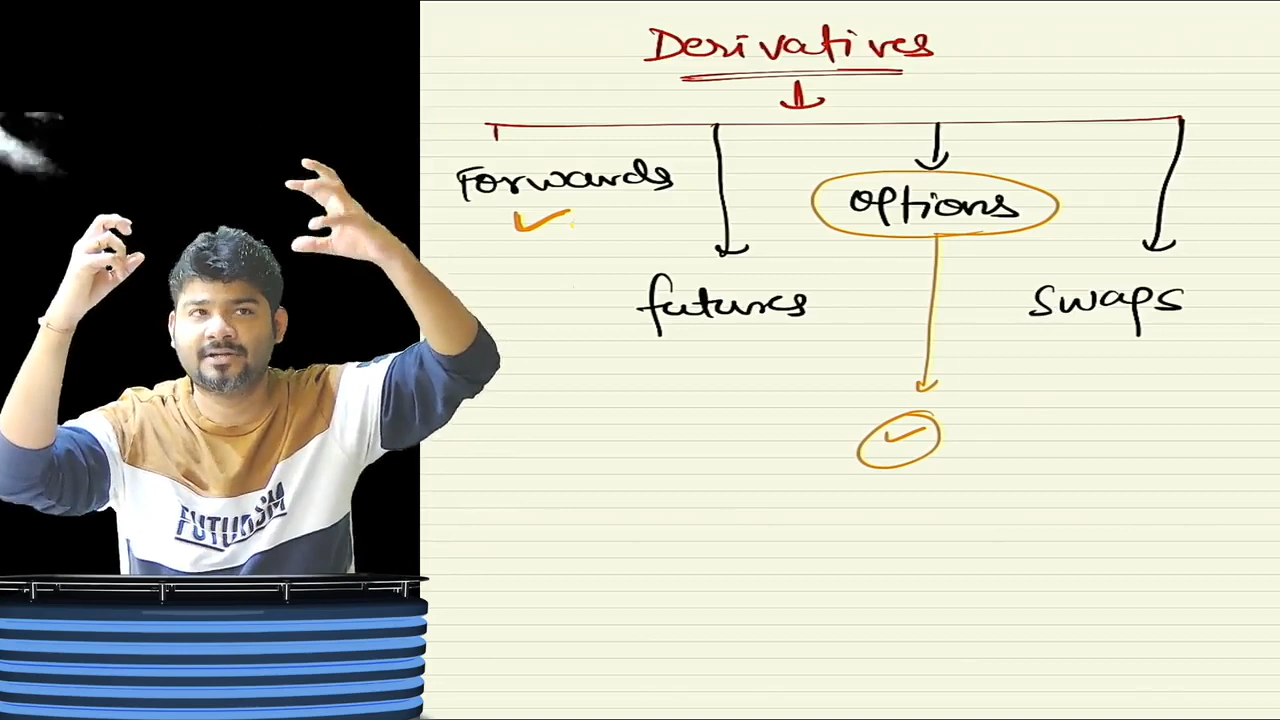 Derivatives
Forwards
options
futures
swaps
FUTURISM